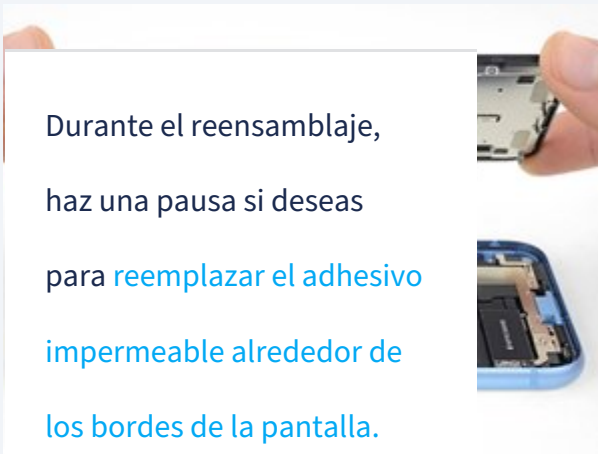 Durante el reensamblaje,
haz una pausa si deseas
para reemplazar el adhesivo
impermeable alrededor de
los bordes de la pantalla.